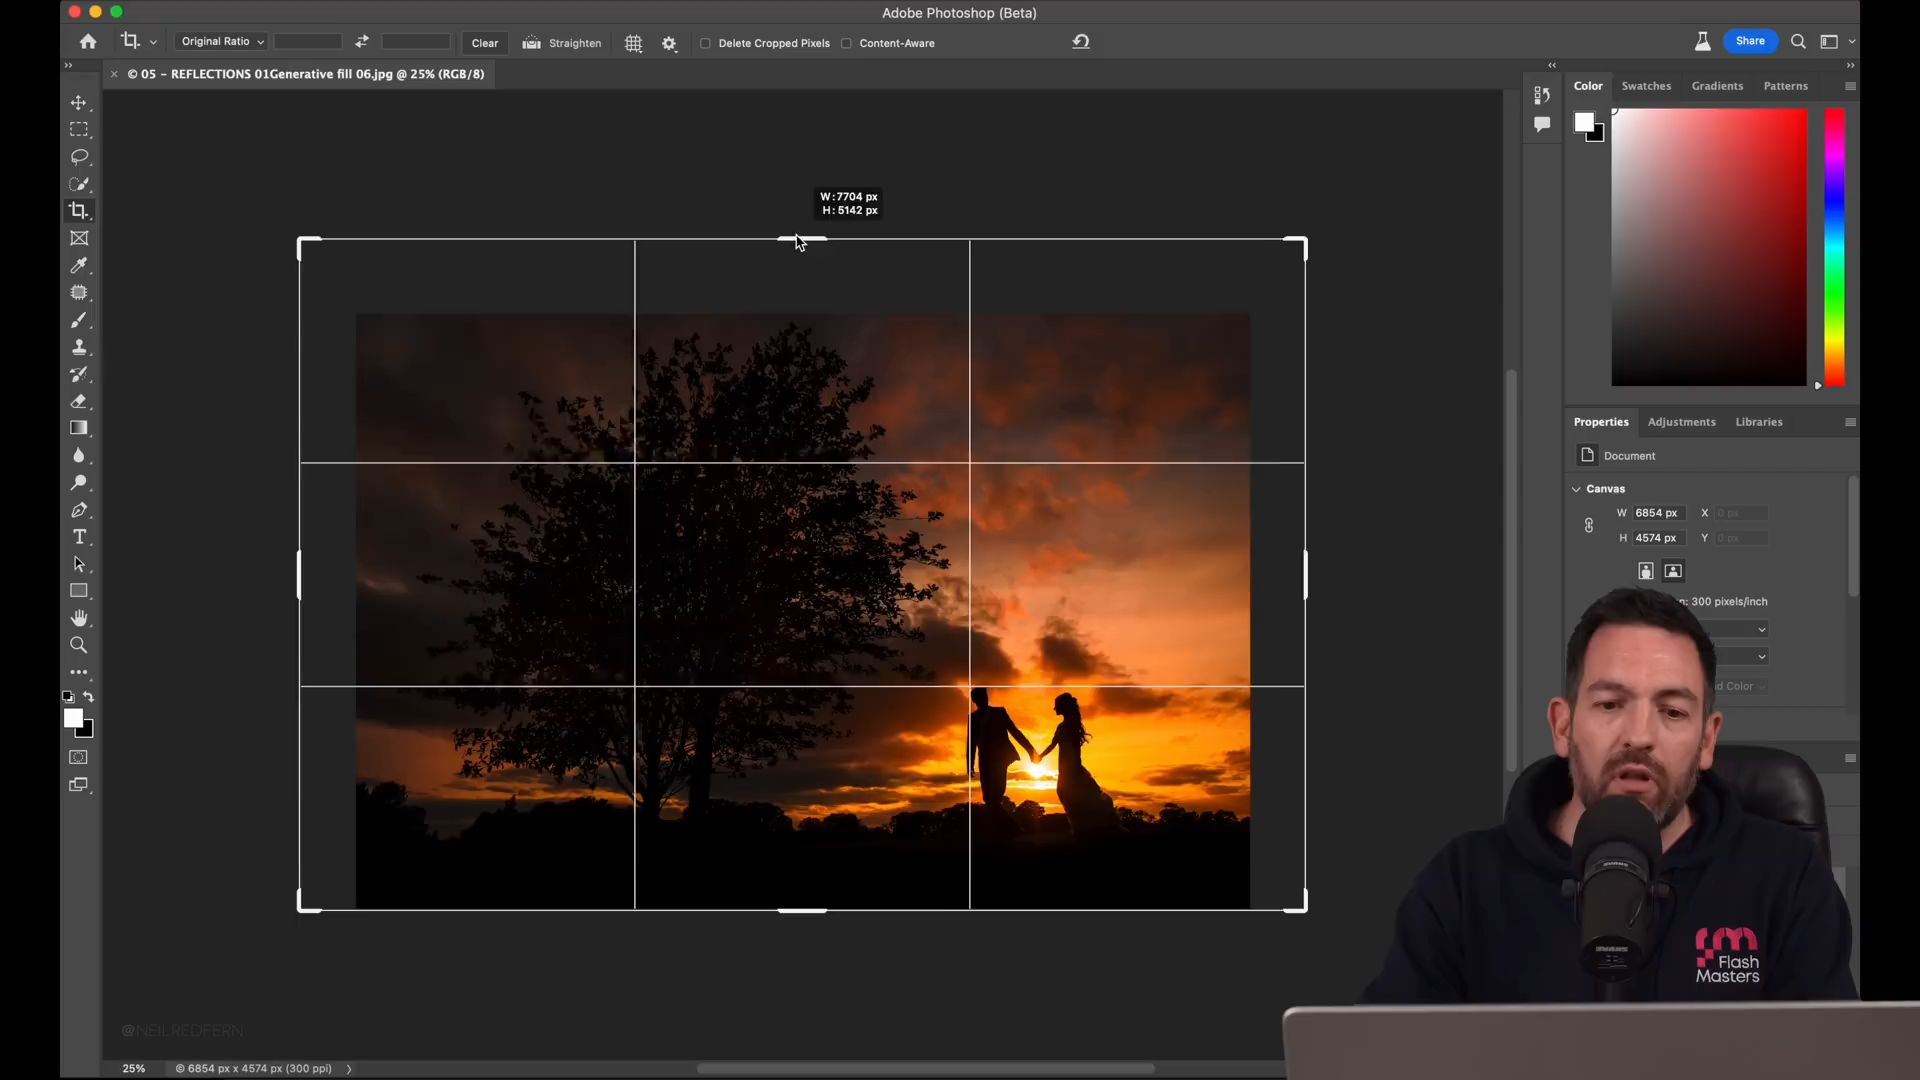 Adobe Photoshop (Beta)
Original Ratio
Clear
Straighten
Delete Cropped Pixels
Content-Aware
Share
× © 05 - REFLECTIONS 01Generative fill 06.jpg @ 25% (RGB/8)
Color Swatches Gradients Patterns
W: 7704 px
H: 5142 px
Properties Adjustments Libraries
Document
Canvas
W 6854 px X 0 px
H 4574 px Y 0 px
n: 300 pixels/inch
d Color
Flash
Masters
@NEILREDFERN
25% © 6854 px x 4574 px (300 ppi)